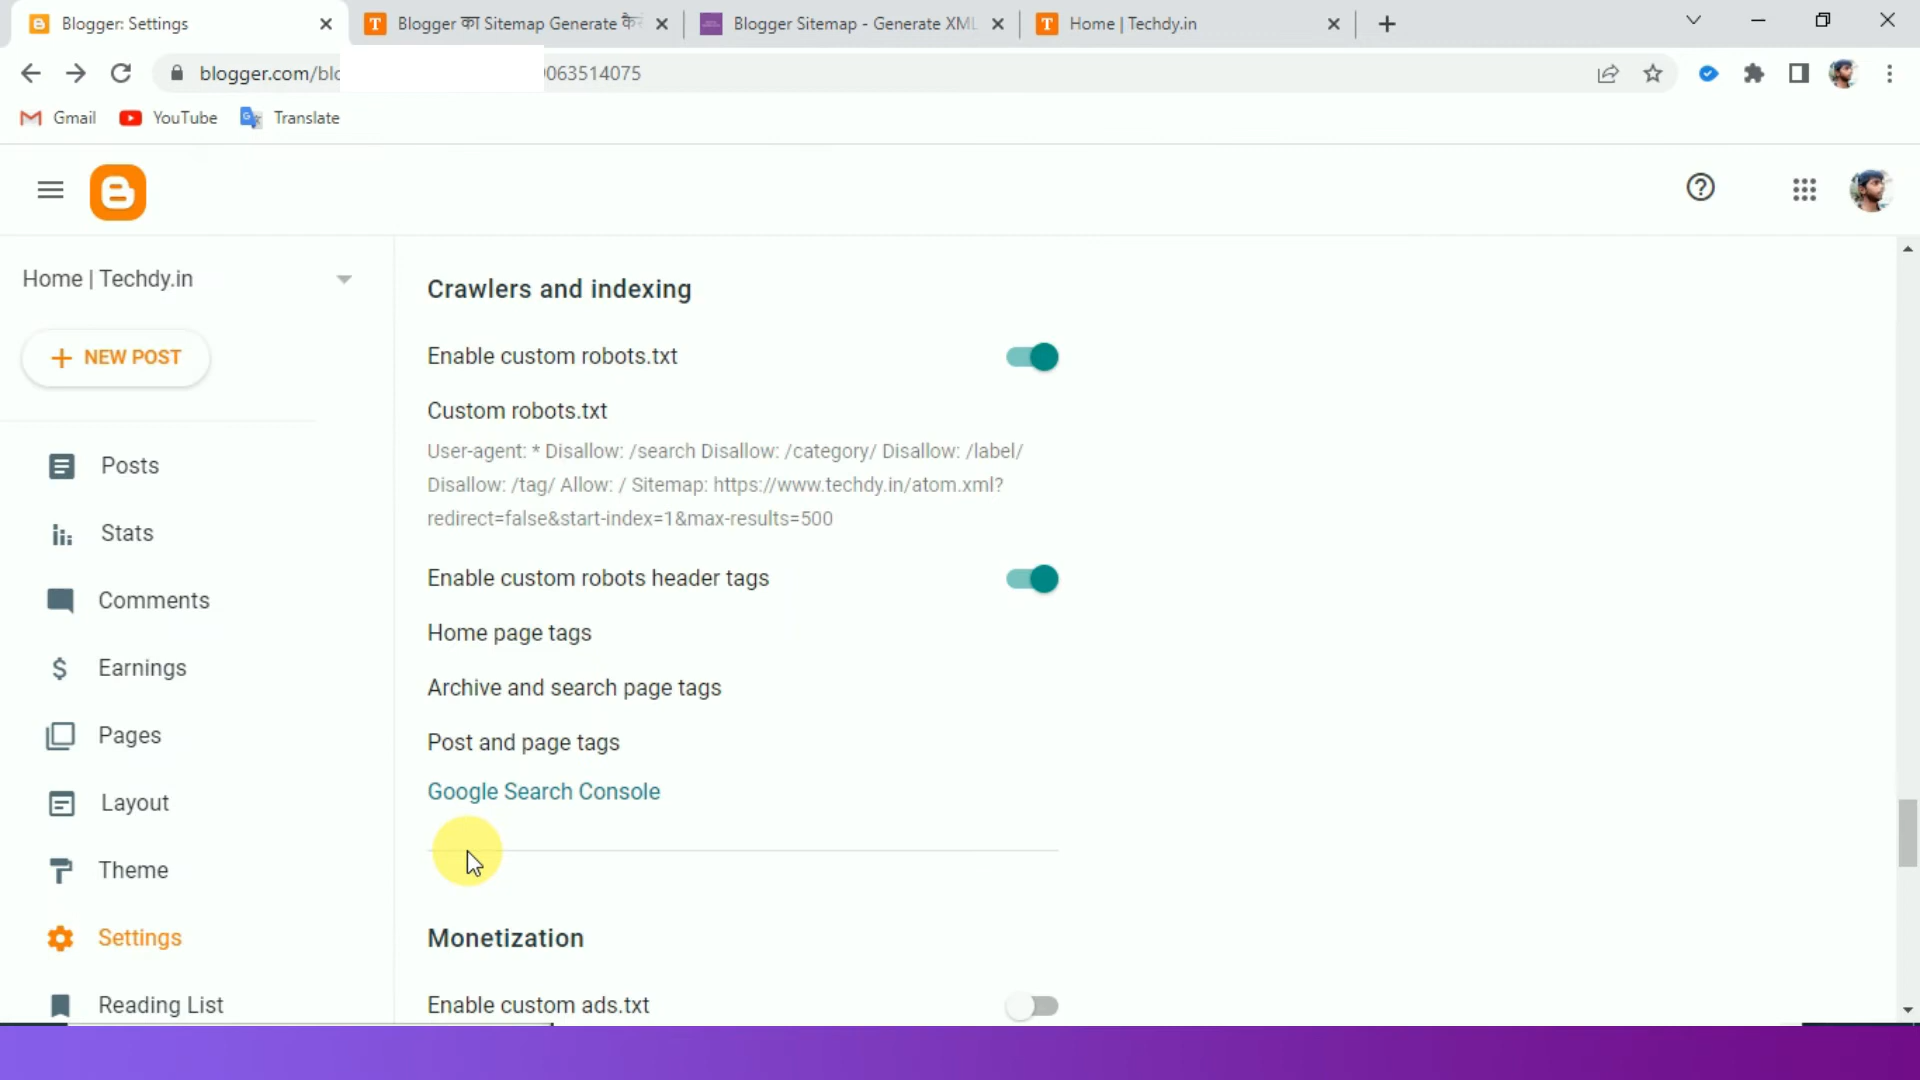 Blogger: Settings
Blogger का Sitemap Generate कै
Blogger Sitemap - Generate XML
Home | Techdy.in
blogger.com/blo
063514075
Gmail
YouTube
Translate
Home | Techdy.in
NEW POST
Posts
Stats
Comments
Earnings
Pages
Layout
Theme
Settings
Reading List
Crawlers and indexing
Enable custom robots.txt
Custom robots.txt
User-agent: * Disallow: /search Disallow: /category/ Disallow: /label/
Disallow: /tag/ Allow: / Sitemap: https://www.techdy.in/atom.xml?
redirect=false&start-index=1&max-results=500
Enable custom robots header tags
Home page tags
Archive and search page tags
Post and page tags
Google Search Console
Monetization
Enable custom ads.txt